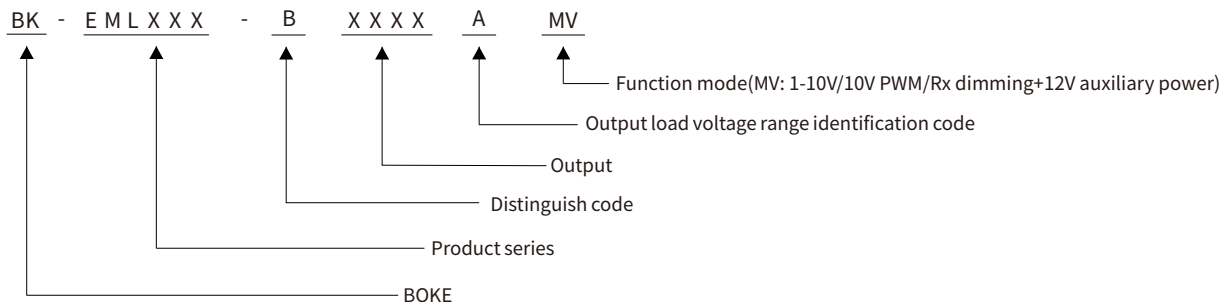 BK - EMLXXX - B XXXX A MV
Function mode(MV: 1-10V/10V PWM/Rx dimming+12V auxiliary power)
Output load voltage range identification code
Output
Distinguish code
Product series
BOKE